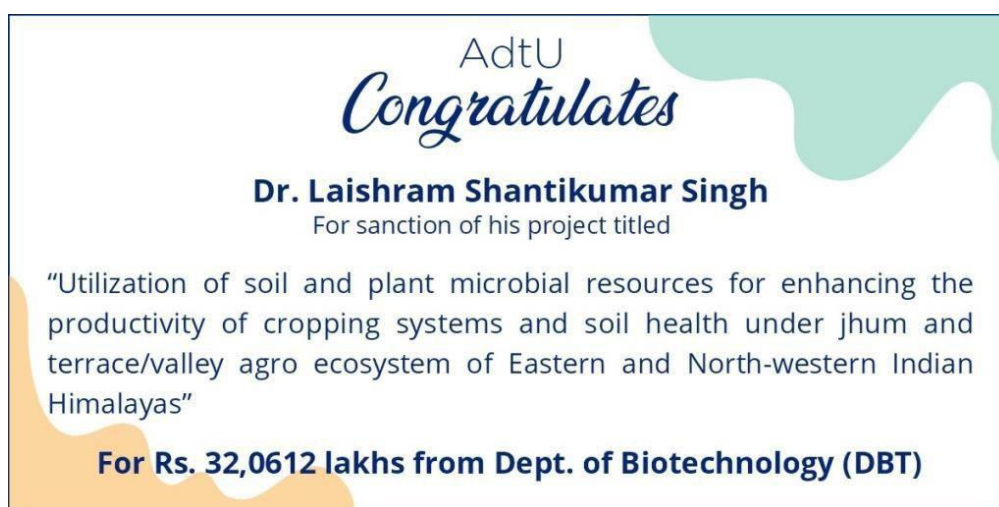 AdtU
Congratulates
Dr. Laishram Shantikumar Singh
For sanction of his project titled
“Utilization of soil and plant microbial resources for enhancing the
productivity of cropping systems and soil health under jhum and
terrace/valley agro ecosystem of Eastern and North-western Indian
Himalayas”
For Rs. 32,0612 lakhs from Dept. of Biotechnology (DBT)